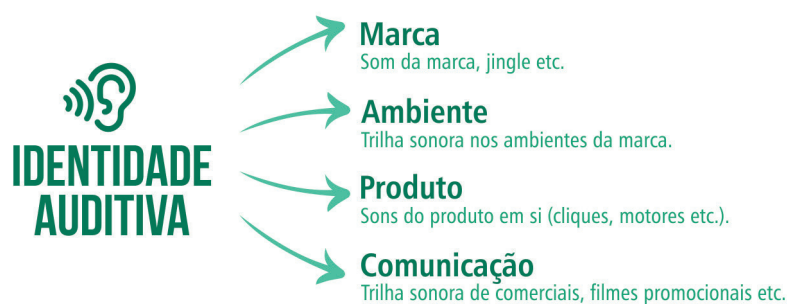 IDENTIDADE
AUDITIVA
Marca
Som da marca, jingle etc.
Ambiente
Trilha sonora nos ambientes da marca.
Produto
Sons do produto em si (cliques, motores etc.).
Comunicação
Trilha sonora de comerciais, filmes promocionais etc.